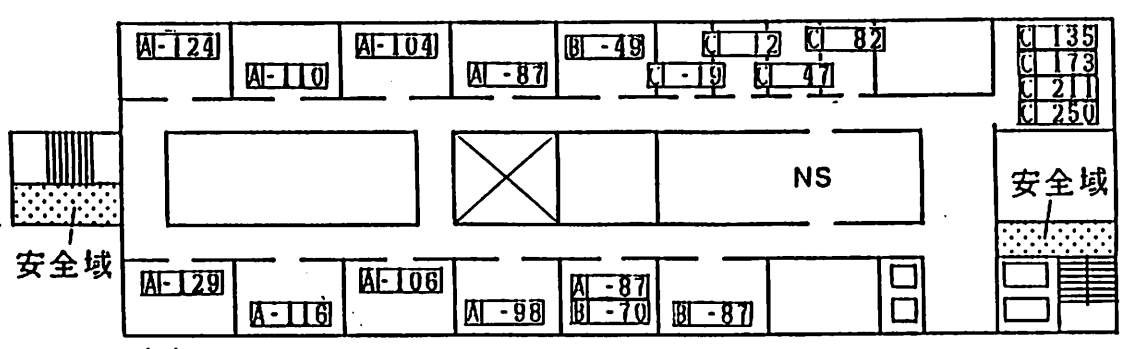 A -124
A -110
A -104
A -87
B -49
C -19
C 12
C 47
C 82
C 135
C 173
C 211
C 250
NS
安全域
安全域
A -129
A -116
A -106
A -98
A -87
B -70
B -87